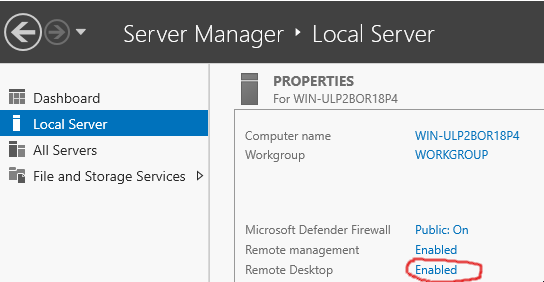 Server Manager ‣ Local Server
Dashboard
Local Server
All Servers
File and Storage Services
PROPERTIES
For WIN-ULP2BOR18P4
Computer name WIN-ULP2BOR18P4
Workgroup WORKGROUP
Microsoft Defender Firewall Public: On
Remote management Enabled
Remote Desktop Enabled